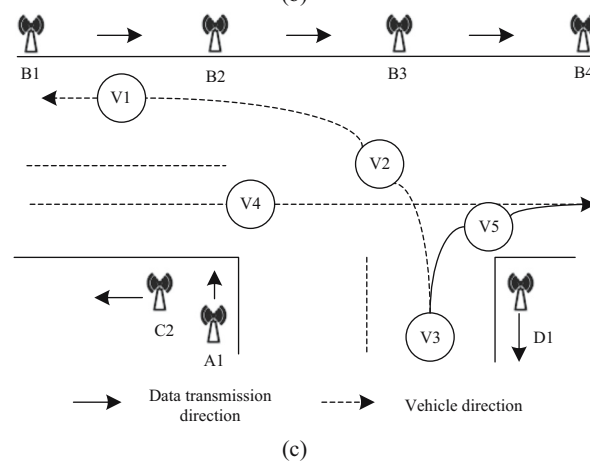 B1
B2
B3
B4
V1
V2
V4
V5
C2
A1
V3
D1
Data transmission
direction
Vehicle direction
(c)